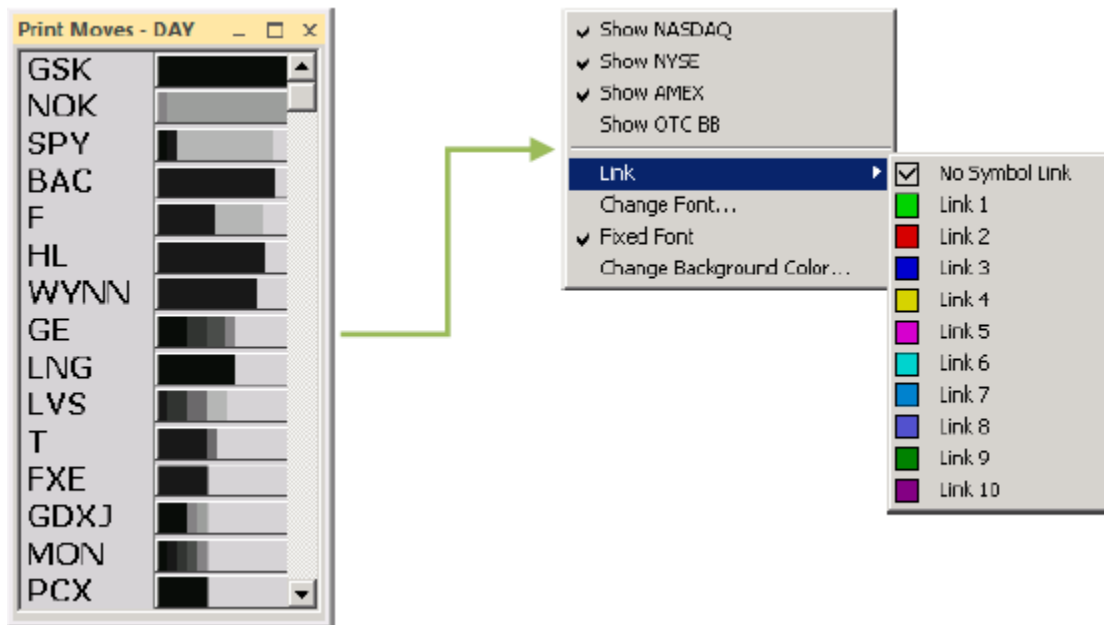 Print Moves - DAY
GSK
NOK
SPY
BAC
F
HL
WYNN
GE
LNG
LVS
T
FXE
GDXJ
MON
PCX
Show NASDAQ
Show NYSE
Show AMEX
Show OTC BB
Link
Change Font...
Fixed Font
Change Background Color...
No Symbol Link
Link 1
Link 2
Link 3
Link 4
Link 5
Link 6
Link 7
Link 8
Link 9
Link 10